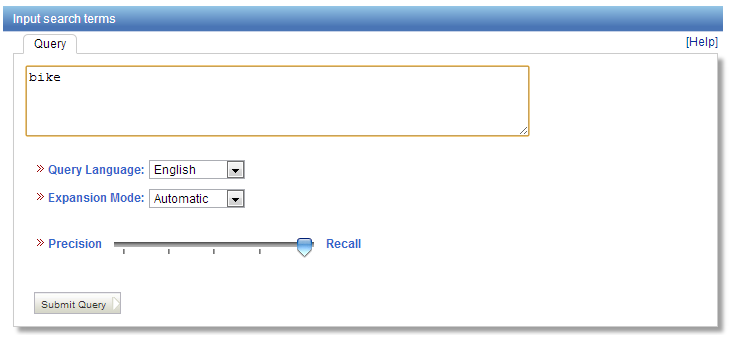 Input search terms
Query
[Help]
bike
» Query Language: English
» Expansion Mode: Automatic
» Precision Recall
Submit Query